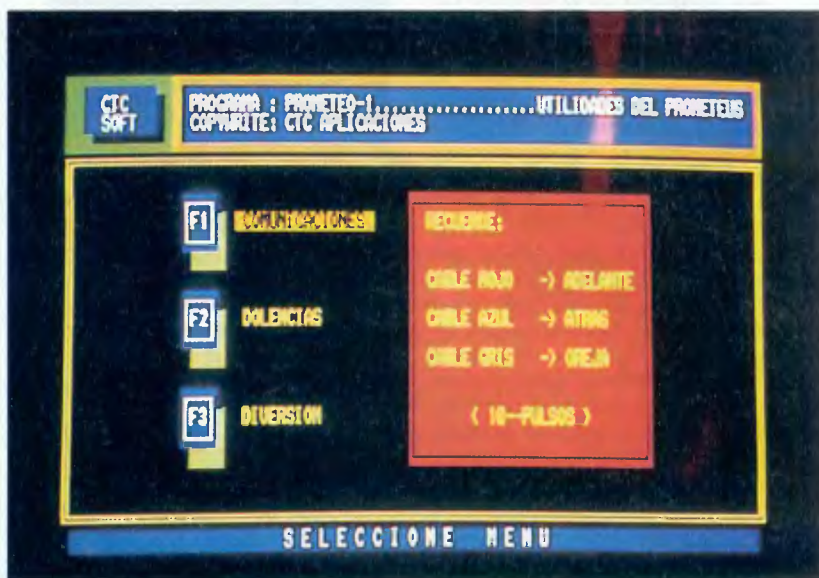 CTC
SOFT
PROGRAMA : PROMETEO-1......................UTILIDADES DEL PROMETEUS
COPYWRITE: CTC APLICACIONES
F1 COMUNICACIONES
F2 DOLENCIAS
F3 DIVERSION
RECUERDE:
CABLE ROJO -> ADELANTE
CABLE AZUL -> ATRAS
CABLE GRIS -> OREJA
( 10--PULSOS )
SELECCIONE MENU